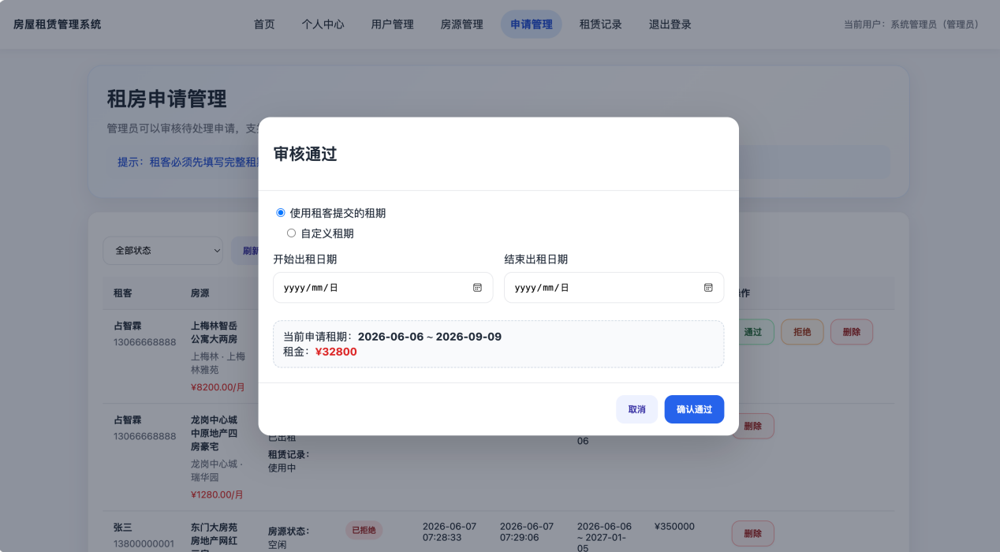 房屋租赁管理系统
首页
个人中心
用户管理
房源管理
申请管理
租赁记录
退出登录
当前用户：系统管理员（管理员）
租房申请管理
管理员可以审核待处理申请，支
提示：租客必须先填写完整租
审核通过
使用租客提交的租期
自定义租期
开始出租日期
结束出租日期
yyyy/mm/日
yyyy/mm/日
当前申请租期：2026-06-06 ~ 2026-09-09
租金：¥32800
取消
确认通过
全部状态
刷新
租客
房源
作
占智霖
13066668888
上梅林智岳
公寓大两房
上梅林 · 上梅
林雅苑
¥8200.00/月
通过
拒绝
删除
占智霖
13066668888
龙岗中心城
中原地产四
房豪宅
龙岗中心城 ·
瑞华园
¥1280.00/月
已出租
租赁记录：
使用中
06
删除
张三
13800000001
东门大房苑
房地产网红
房源状态：
空闲
已拒绝
2026-06-07
07:28:33
2026-06-07
07:29:06
2026-06-06
~ 2027-01-
05
¥350000
删除